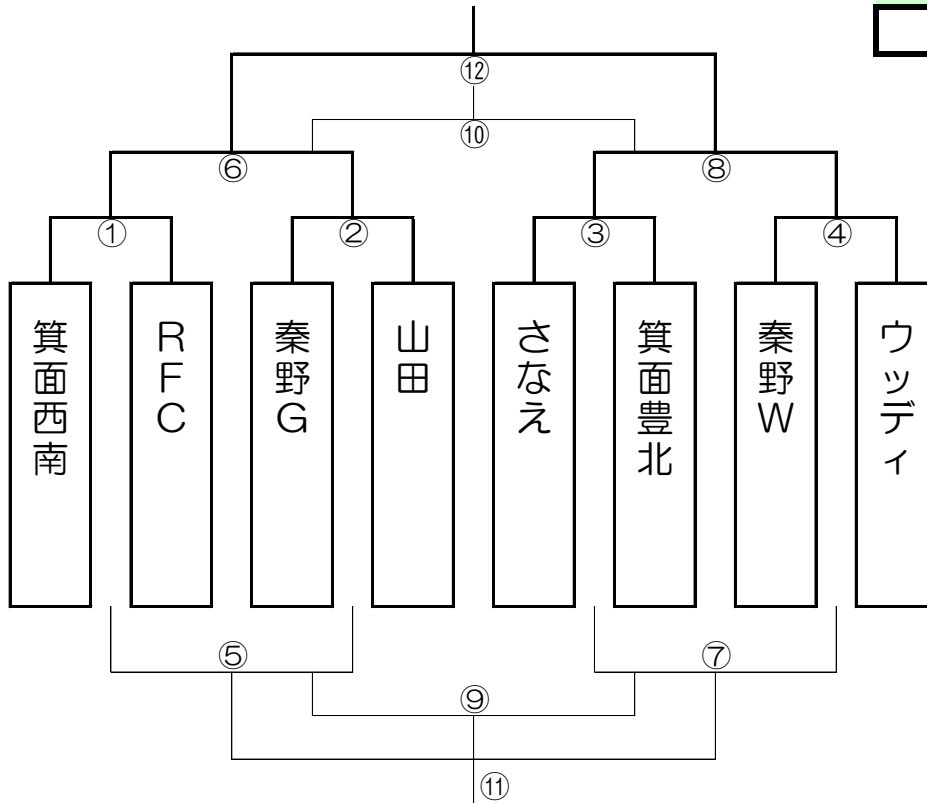 ⑫
⑩
⑥
⑧
①
②
③
④
箕面西南
RFC
秦野G
山田
さなえ
箕面豊北
秦野W
ウッディ
⑤
⑦
⑨
⑪